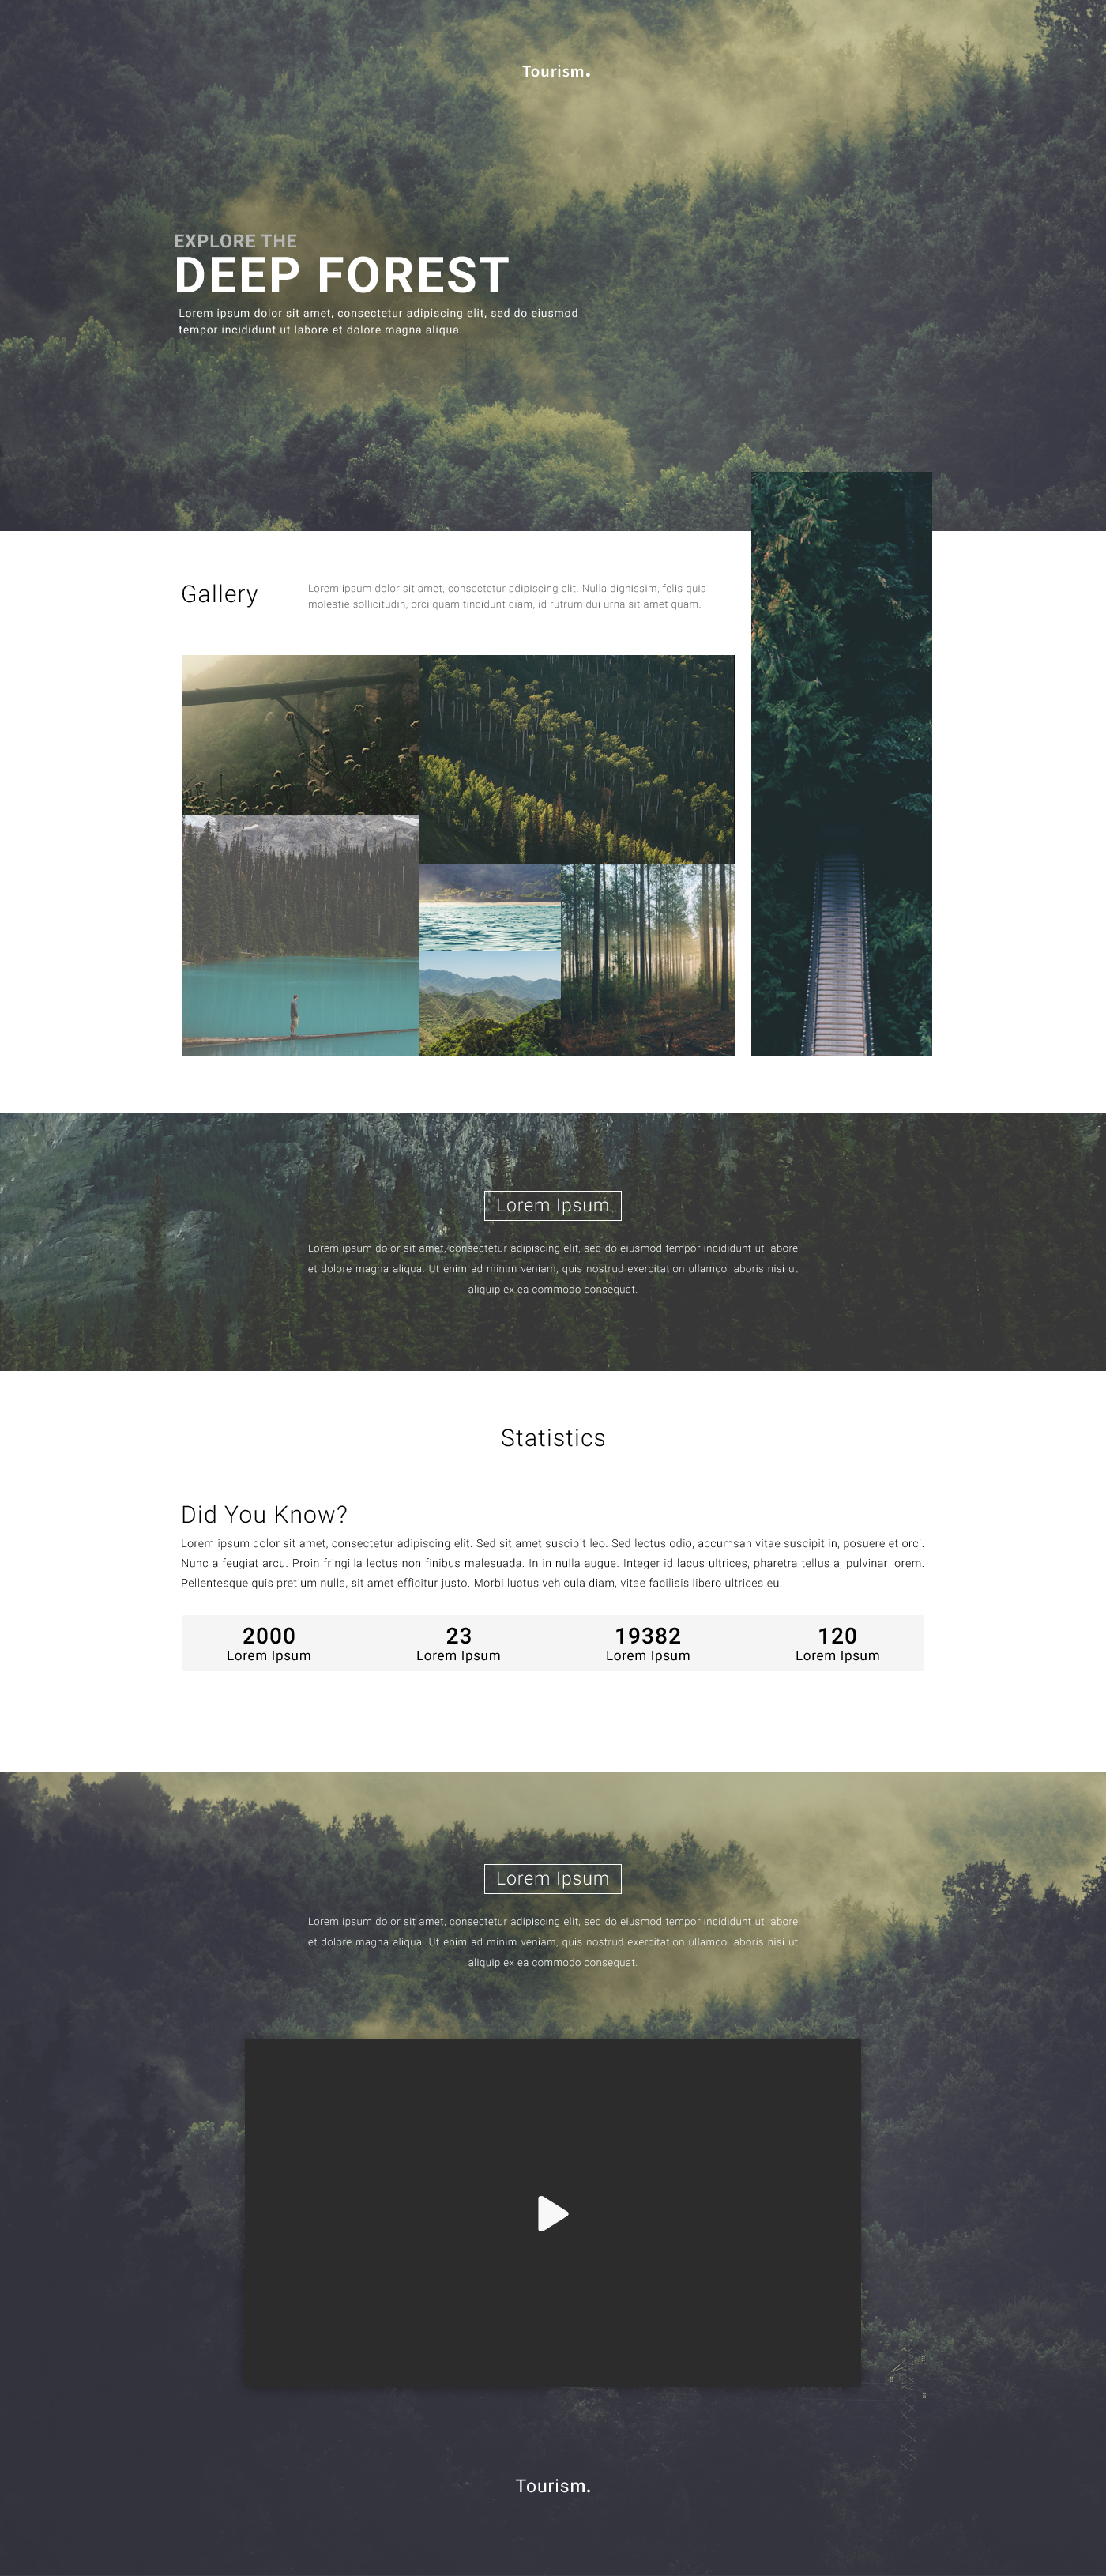 Tourism.
EXPLORE THE
DEEP FOREST
Lorem ipsum dolor sit amet, consectetur adipiscing elit, sed do eiusmod
tempor incididunt ut labore et dolore magna aliqua.
Gallery
Lorem ipsum dolor sit amet, consectetur adipiscing elit. Nulla dignissim, felis quis
molestie sollicitudin, orci quam tincidunt diam, id rutrum dui urna sit amet quam.
Lorem Ipsum
Lorem ipsum dolor sit amet, consectetur adipiscing elit, sed do eiusmod tempor incididunt ut labore
et dolore magna aliqua. Ut enim ad minim veniam, quis nostrud exercitation ullamco laboris nisi ut
aliquip ex ea commodo consequat.
Statistics
Did You Know?
Lorem ipsum dolor sit amet, consectetur adipiscing elit. Sed sit amet suscipit leo. Sed lectus odio, accumsan vitae suscipit in, posuere et orci.
Nunc a feugiat arcu. Proin fringilla lectus non finibus malesuada. In in nulla augue. Integer id lacus ultrices, pharetra tellus a, pulvinar lorem.
Pellentesque quis pretium nulla, sit amet efficitur justo. Morbi luctus vehicula diam, vitae facilisis libero ultrices eu.
2000
Lorem Ipsum
23
Lorem Ipsum
19382
Lorem Ipsum
120
Lorem Ipsum
Lorem Ipsum
Lorem ipsum dolor sit amet, consectetur adipiscing elit, sed do eiusmod tempor incididunt ut labore
et dolore magna aliqua. Ut enim ad minim veniam, quis nostrud exercitation ullamco laboris nisi ut
aliquip ex ea commodo consequat.
Tourism.